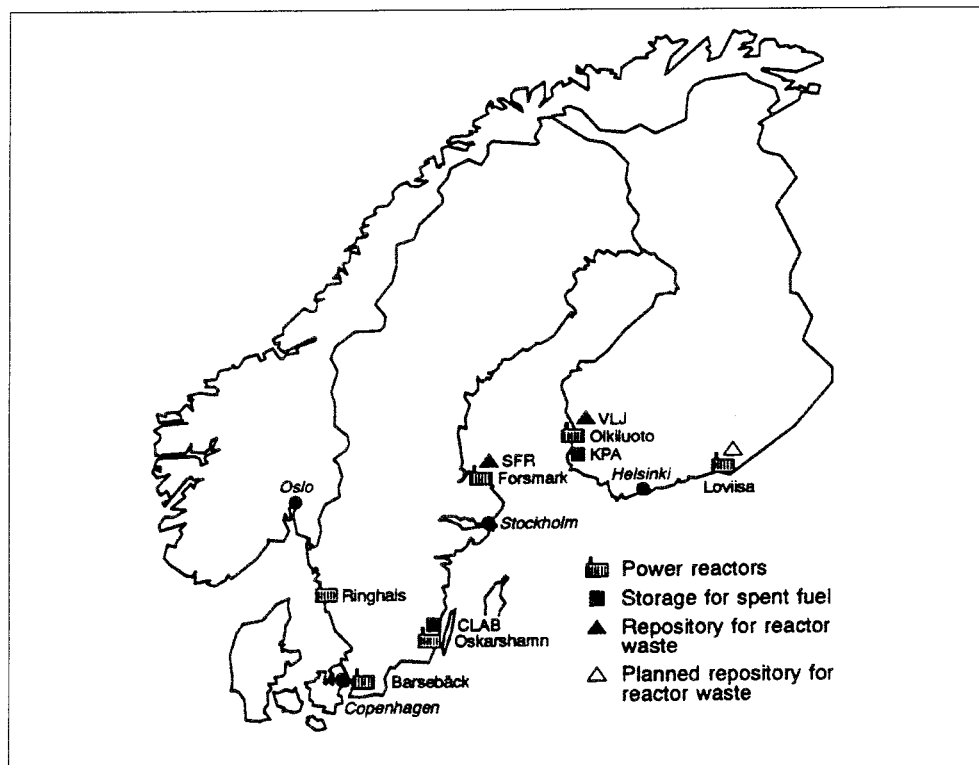 VLJ
Olkiluoto
KPA
SFR
Forsmark
Helsinki
Loviisa
Oslo
Stockholm
Ringhals
CLAB
Oskarshamn
Barsebäck
Copenhagen
Power reactors
Storage for spent fuel
Repository for reactor
waste
Planned repository for
reactor waste